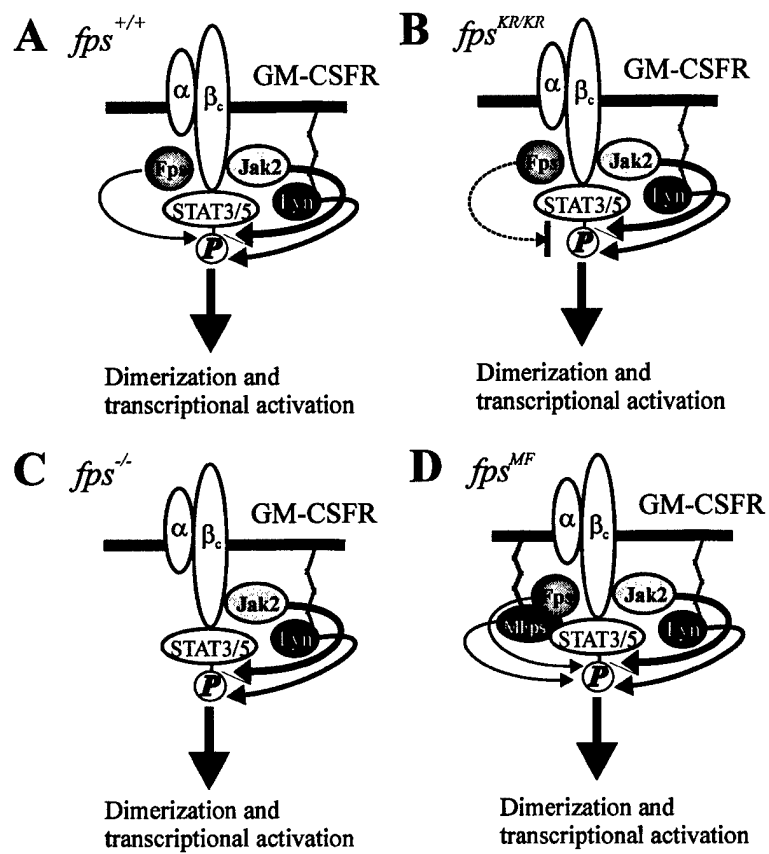 A fps+/+
GM-CSFR
α
βc
Fps
Jak2
Lyn
STAT3/5
P
Dimerization and
transcriptional activation
B fpsKR/KR
GM-CSFR
α
βc
Fps
Jak2
Lyn
STAT3/5
P
Dimerization and
transcriptional activation
C fps-/-
GM-CSFR
α
βc
Jak2
Lyn
STAT3/5
P
Dimerization and
transcriptional activation
D fpsMF
GM-CSFR
α
βc
Fps
Jak2
MFps
Lyn
STAT3/5
P
Dimerization and
transcriptional activation